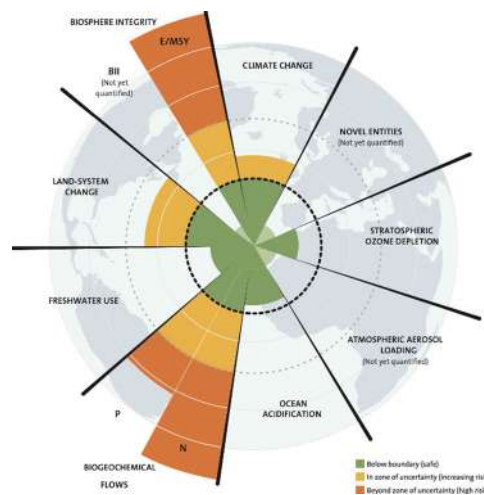 BIOSPHERE INTEGRITY
E/MSY
BII
(Not yet
quantified)
CLIMATE CHANGE
NOVEL ENTITIES
(Not yet quantified)
LAND-SYSTEM
CHANGE
STRATOSPHERIC
OZONE DEPLETION
FRESHWATER USE
ATMOSPHERIC AEROSOL
LOADING
(Not yet quantified)
P
N
OCEAN
ACIDIFICATION
BIOGEOCHEMICAL
FLOWS
Below boundary (safe)
In zone of uncertainty (increasing ris
Beyond zone of uncertainty (high ris